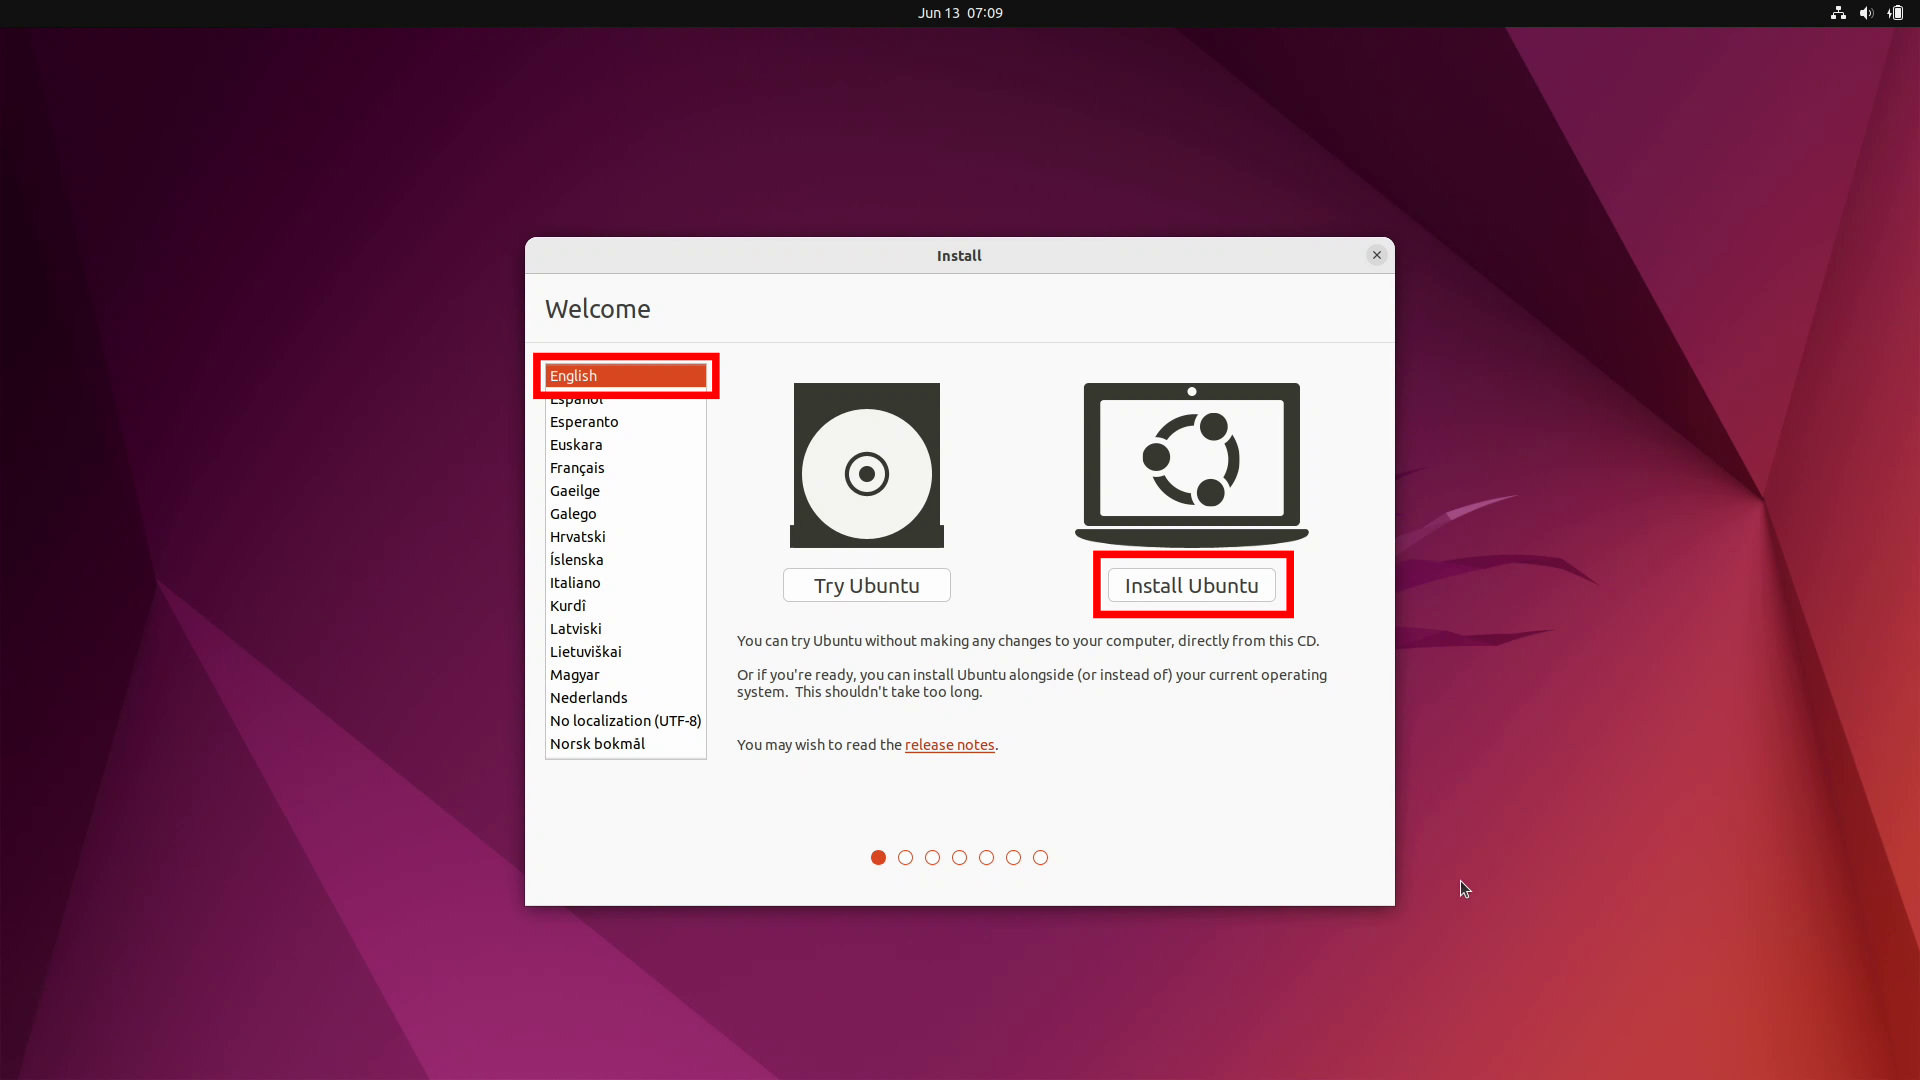 Jun 13 07:09
Install
Welcome
English
Español
Esperanto
Euskara
Français
Gaeilge
Galego
Hrvatski
Íslenska
Italiano
Kurdî
Latviski
Lietuviškai
Magyar
Nederlands
No localization (UTF-8)
Norsk bokmål
Try Ubuntu
Install Ubuntu
You can try Ubuntu without making any changes to your computer, directly from this CD.
Or if you're ready, you can install Ubuntu alongside (or instead of) your current operating
system. This shouldn't take too long.
You may wish to read the release notes.